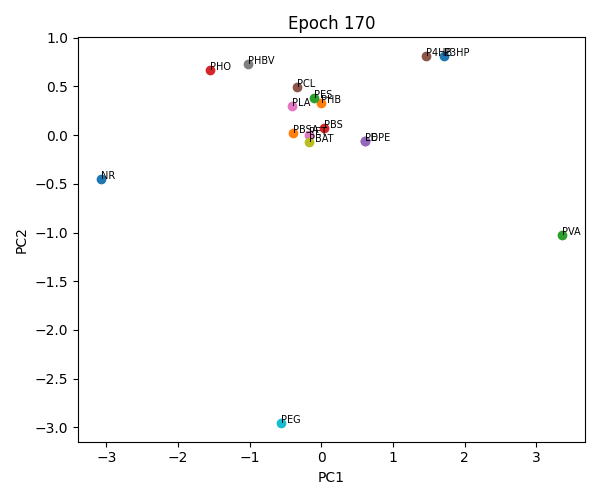 Epoch 170
PC2
1.0
0.5
0.0
−0.5
−1.0
−1.5
−2.0
−2.5
−3.0
P4HB
P3HP
PHO
PHBV
PCL
PES
PHB
PLA
PBS
PBSA
PET
PBAT
LDPE
NR
PVA
PEG
−3
−2
−1
0
1
2
3
PC1